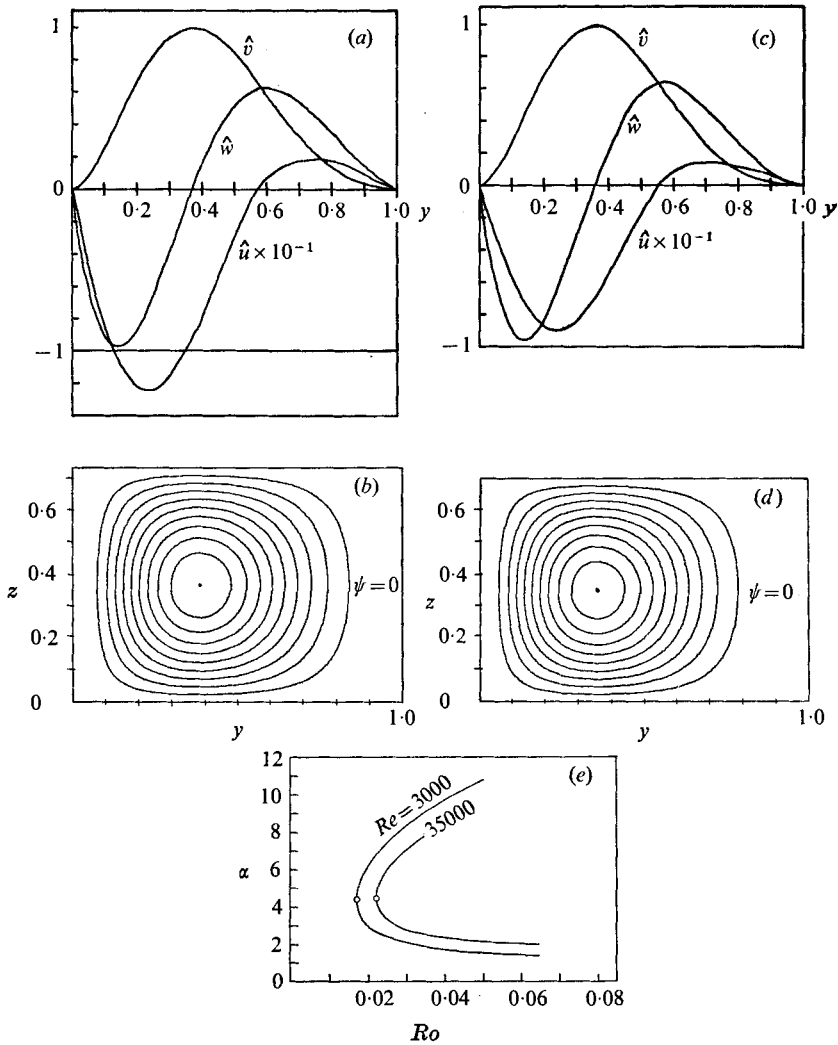 1
(a)
v̂
ŵ
0
0·2 0·4 0·6 0·8 1·0 y
û × 10⁻¹
−1
1
(c)
v̂
ŵ
0
0·2 0·4 0·6 0·8 1·0 y
û × 10⁻¹
−1
(b)
0·6
0·4
z
0·2
0
ψ = 0
y
1·0
(d)
0·6
0·4
z
0·2
0
ψ = 0
y
1·0
(e)
12
10
8
α
6
4
2
0
Re = 3000
35000
0·02 0·04 0·06 0·08
Ro